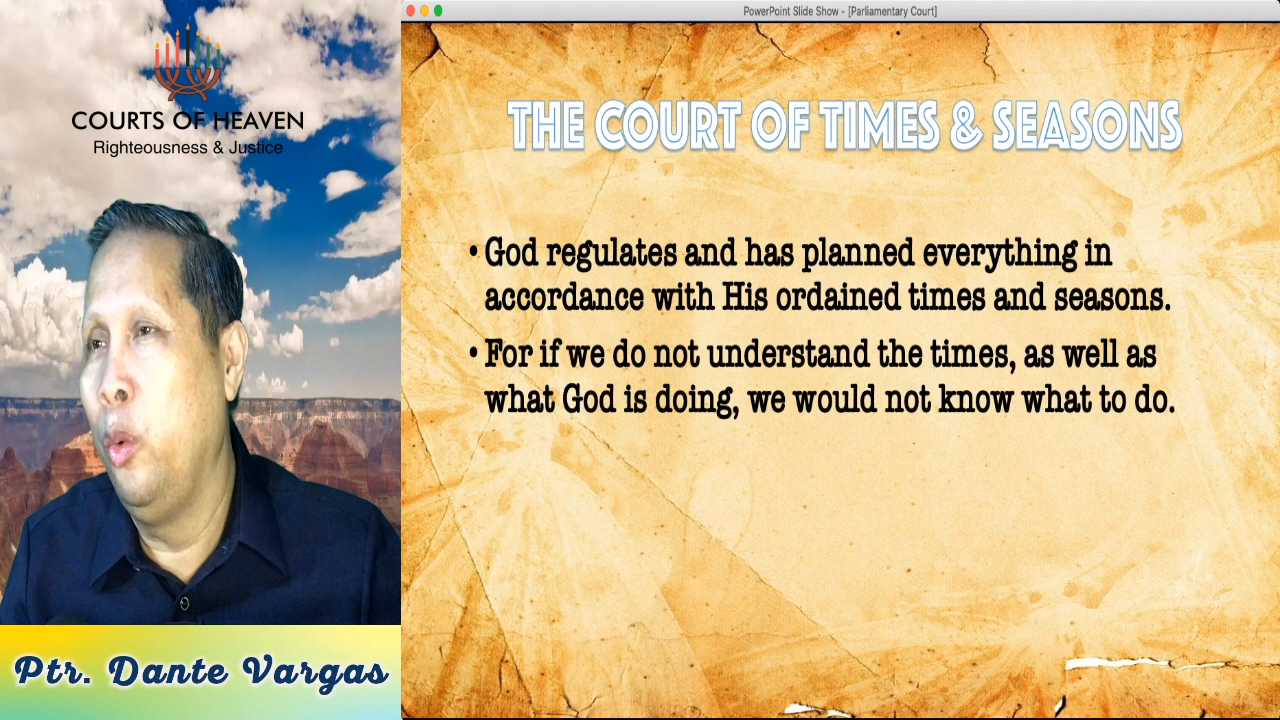 PowerPoint Slide Show - [Parliamentary Court]
COURTS OF HEAVEN
Righteousness & Justice
THE COURT OF TIMES & SEASONS
• God regulates and has planned everything in
accordance with His ordained times and seasons.
• For if we do not understand the times, as well as
what God is doing, we would not know what to do.
Ptr. Dante Vargas